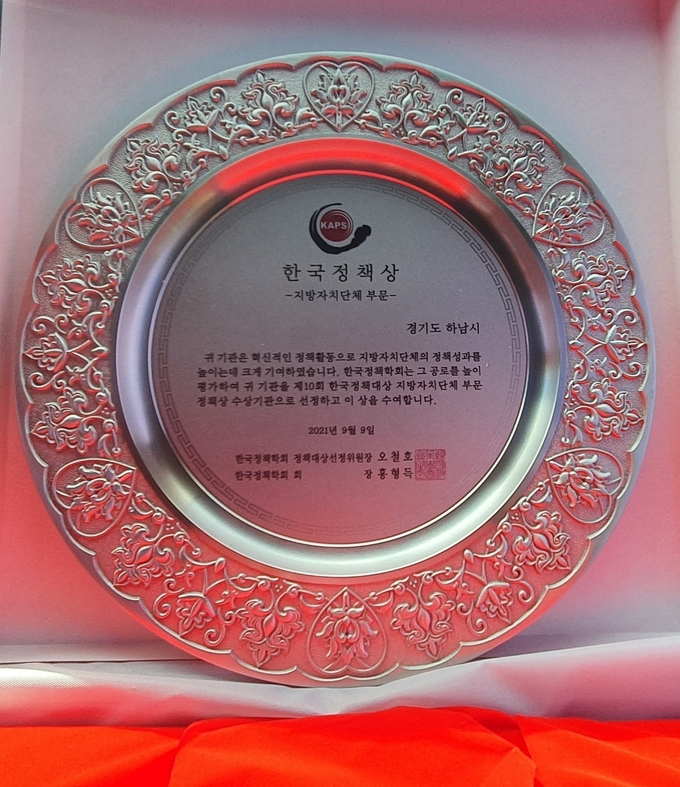 KAPS
한국정책상
-지방자치단체 부문-
경기도 하남시
귀 기관은 혁신적인 정책활동으로 지방자치단체의 정책성과를
높이는데 크게 기여하였습니다. 한국정책학회는 그 공로를 높이
평가하여 귀 기관을 제10회 한국정책대상 지방자치단체 부문
정책상 수상기관으로 선정하고 이 상을 수여합니다.
2021년 9월 9일
한국정책학회 정책대상선정위원장 오철호
한국정책학회 회 장 홍형득